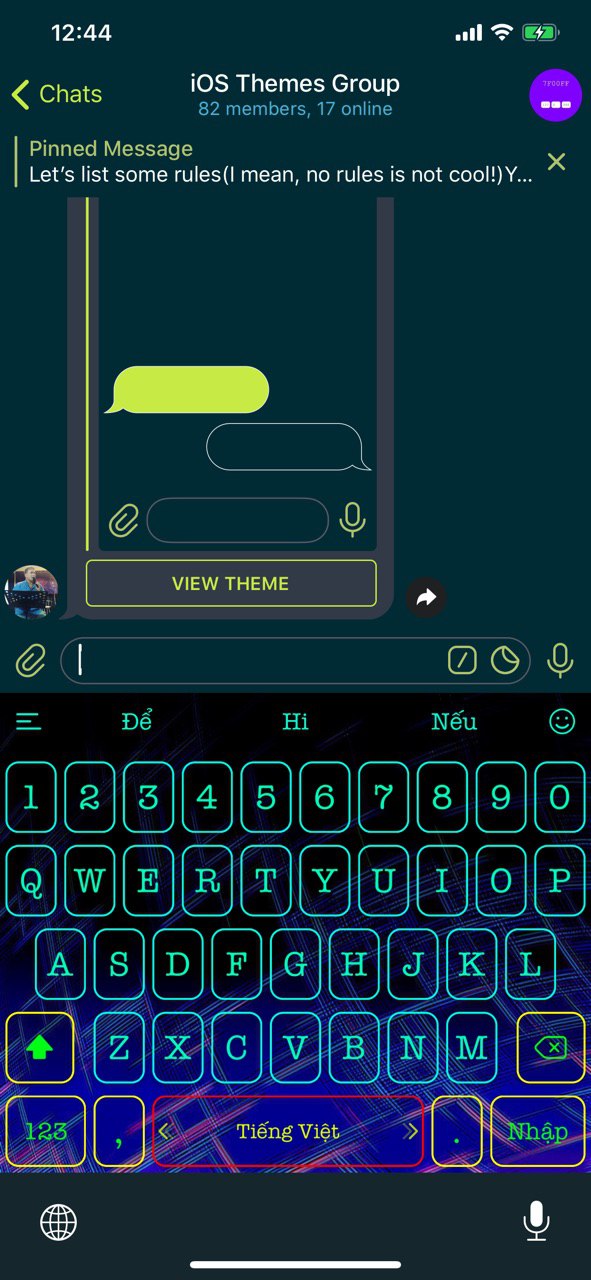 12:44
Chats
iOS Themes Group
82 members, 17 online
7F00FF
Pinned Message
Let’s list some rules(I mean, no rules is not cool!)Y...
VIEW THEME
Để Hi Nếu
1 2 3 4 5 6 7 8 9 0
Q W E R T Y U I O P
A S D F G H J K L
Z X C V B N M
123 , Tiếng Việt . Nhập